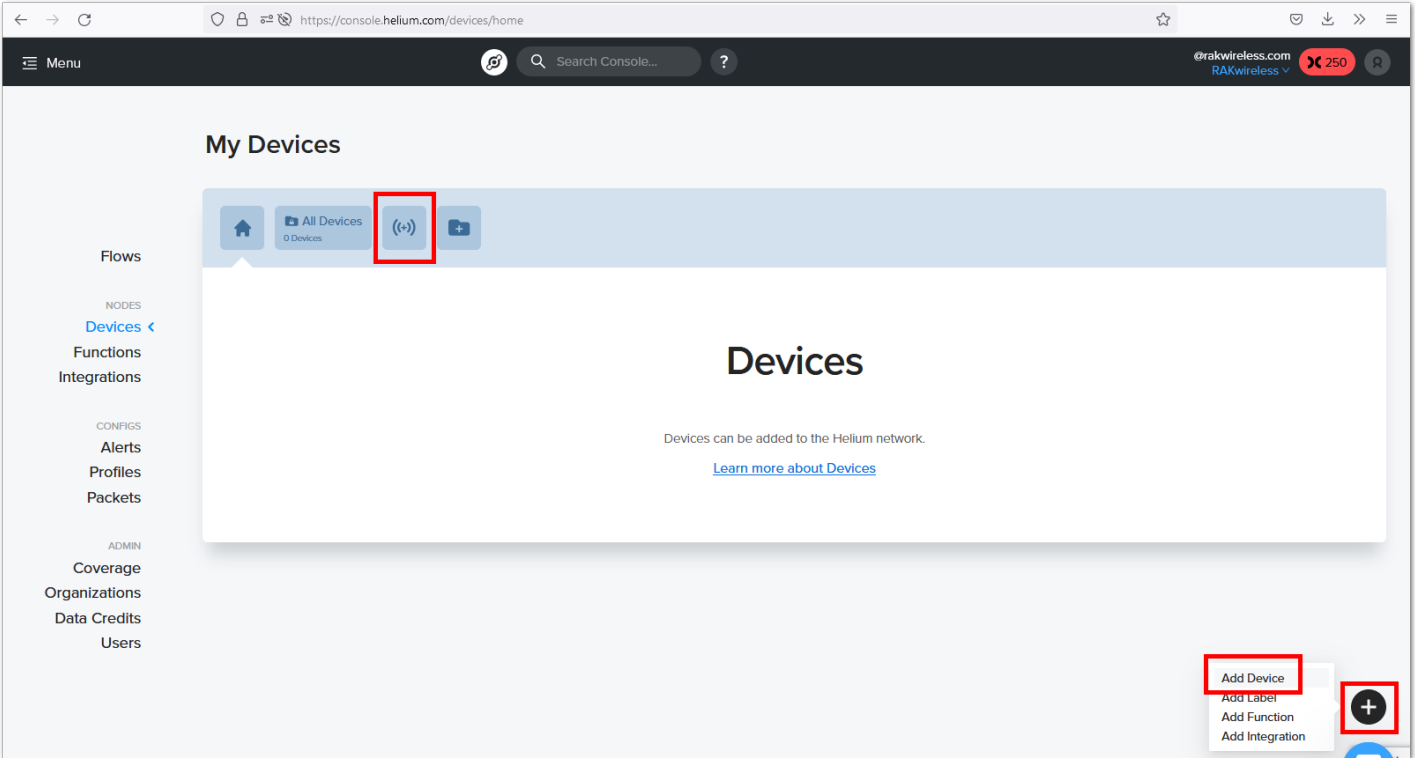 https://console.helium.com/devices/home
Menu
Search Console...
?
@rakwireless.com
RAKwireless
250
My Devices
All Devices
0 Devices
Flows
NODES
Devices
Functions
Integrations
CONFIGS
Alerts
Profiles
Packets
ADMIN
Coverage
Organizations
Data Credits
Users
Devices
Devices can be added to the Helium network.
Learn more about Devices
Add Device
Add Label
Add Function
Add Integration